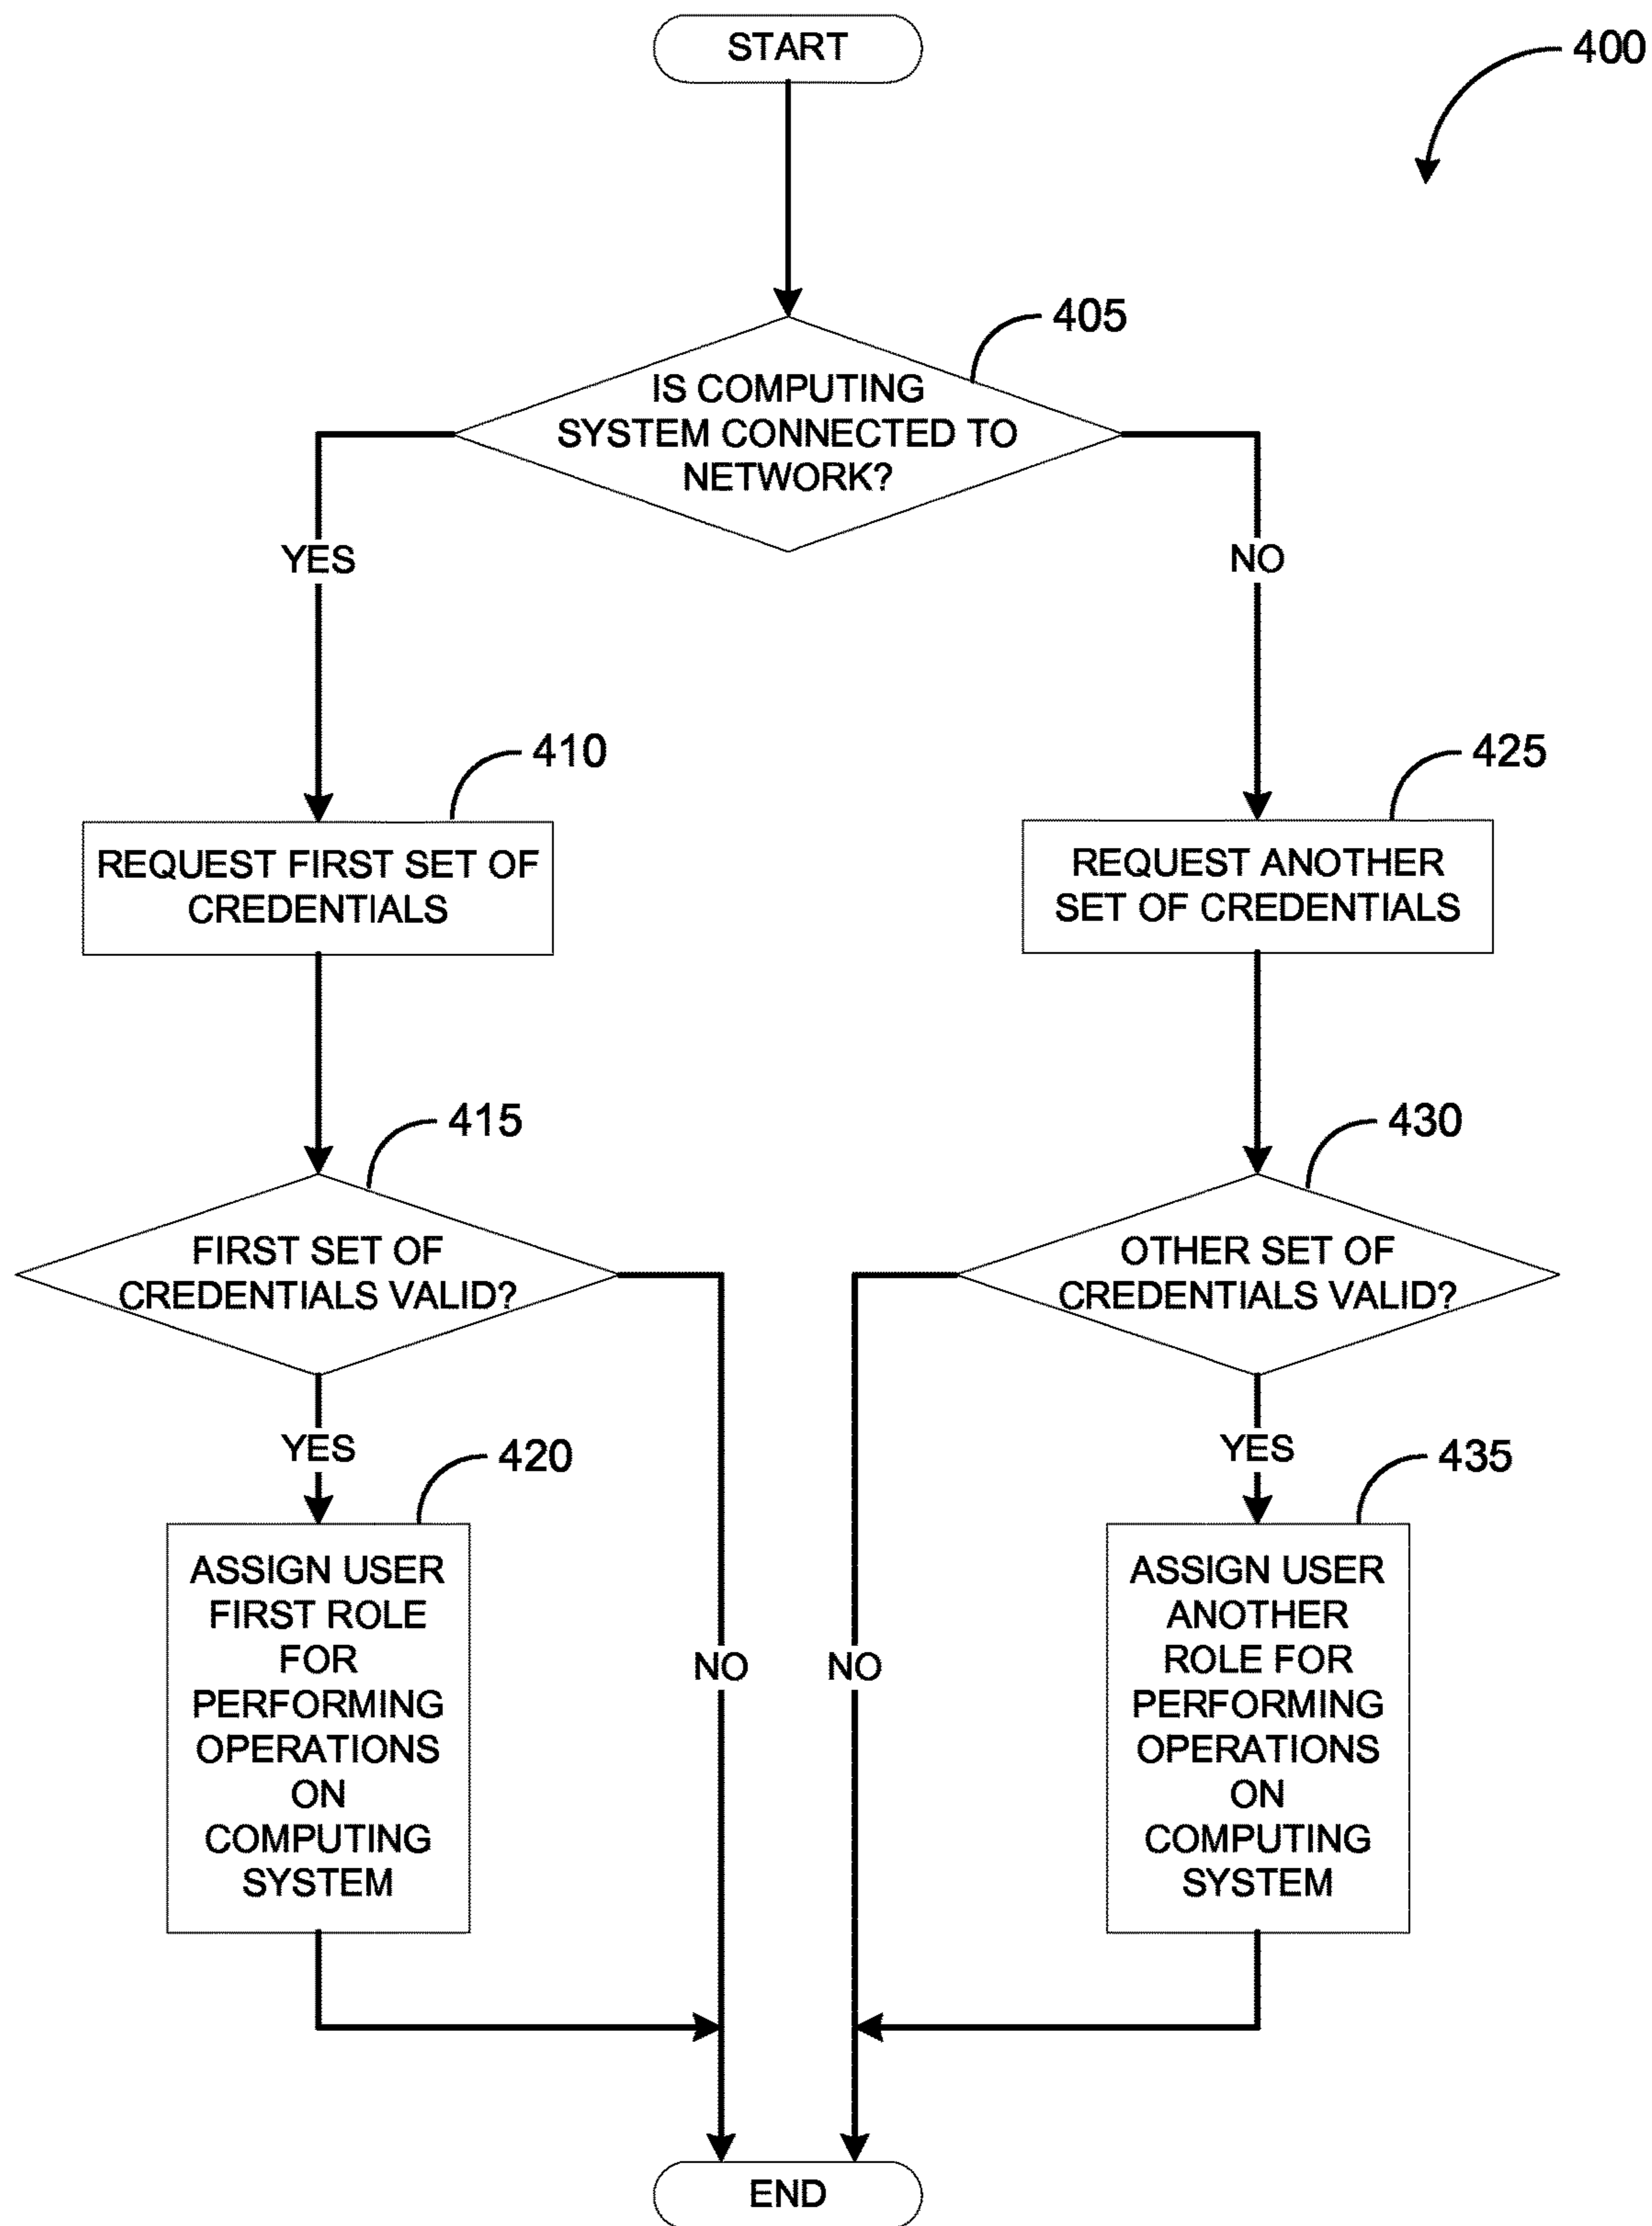 START
400
405
IS COMPUTING
SYSTEM CONNECTED TO
NETWORK?
YES
NO
410
425
REQUEST FIRST SET OF
CREDENTIALS
REQUEST ANOTHER
SET OF CREDENTIALS
415
430
FIRST SET OF
CREDENTIALS VALID?
OTHER SET OF
CREDENTIALS VALID?
YES
420
YES
435
ASSIGN USER
FIRST ROLE
FOR
PERFORMING
OPERATIONS
ON
COMPUTING
SYSTEM
NO
NO
ASSIGN USER
ANOTHER
ROLE FOR
PERFORMING
OPERATIONS
ON
COMPUTING
SYSTEM
END